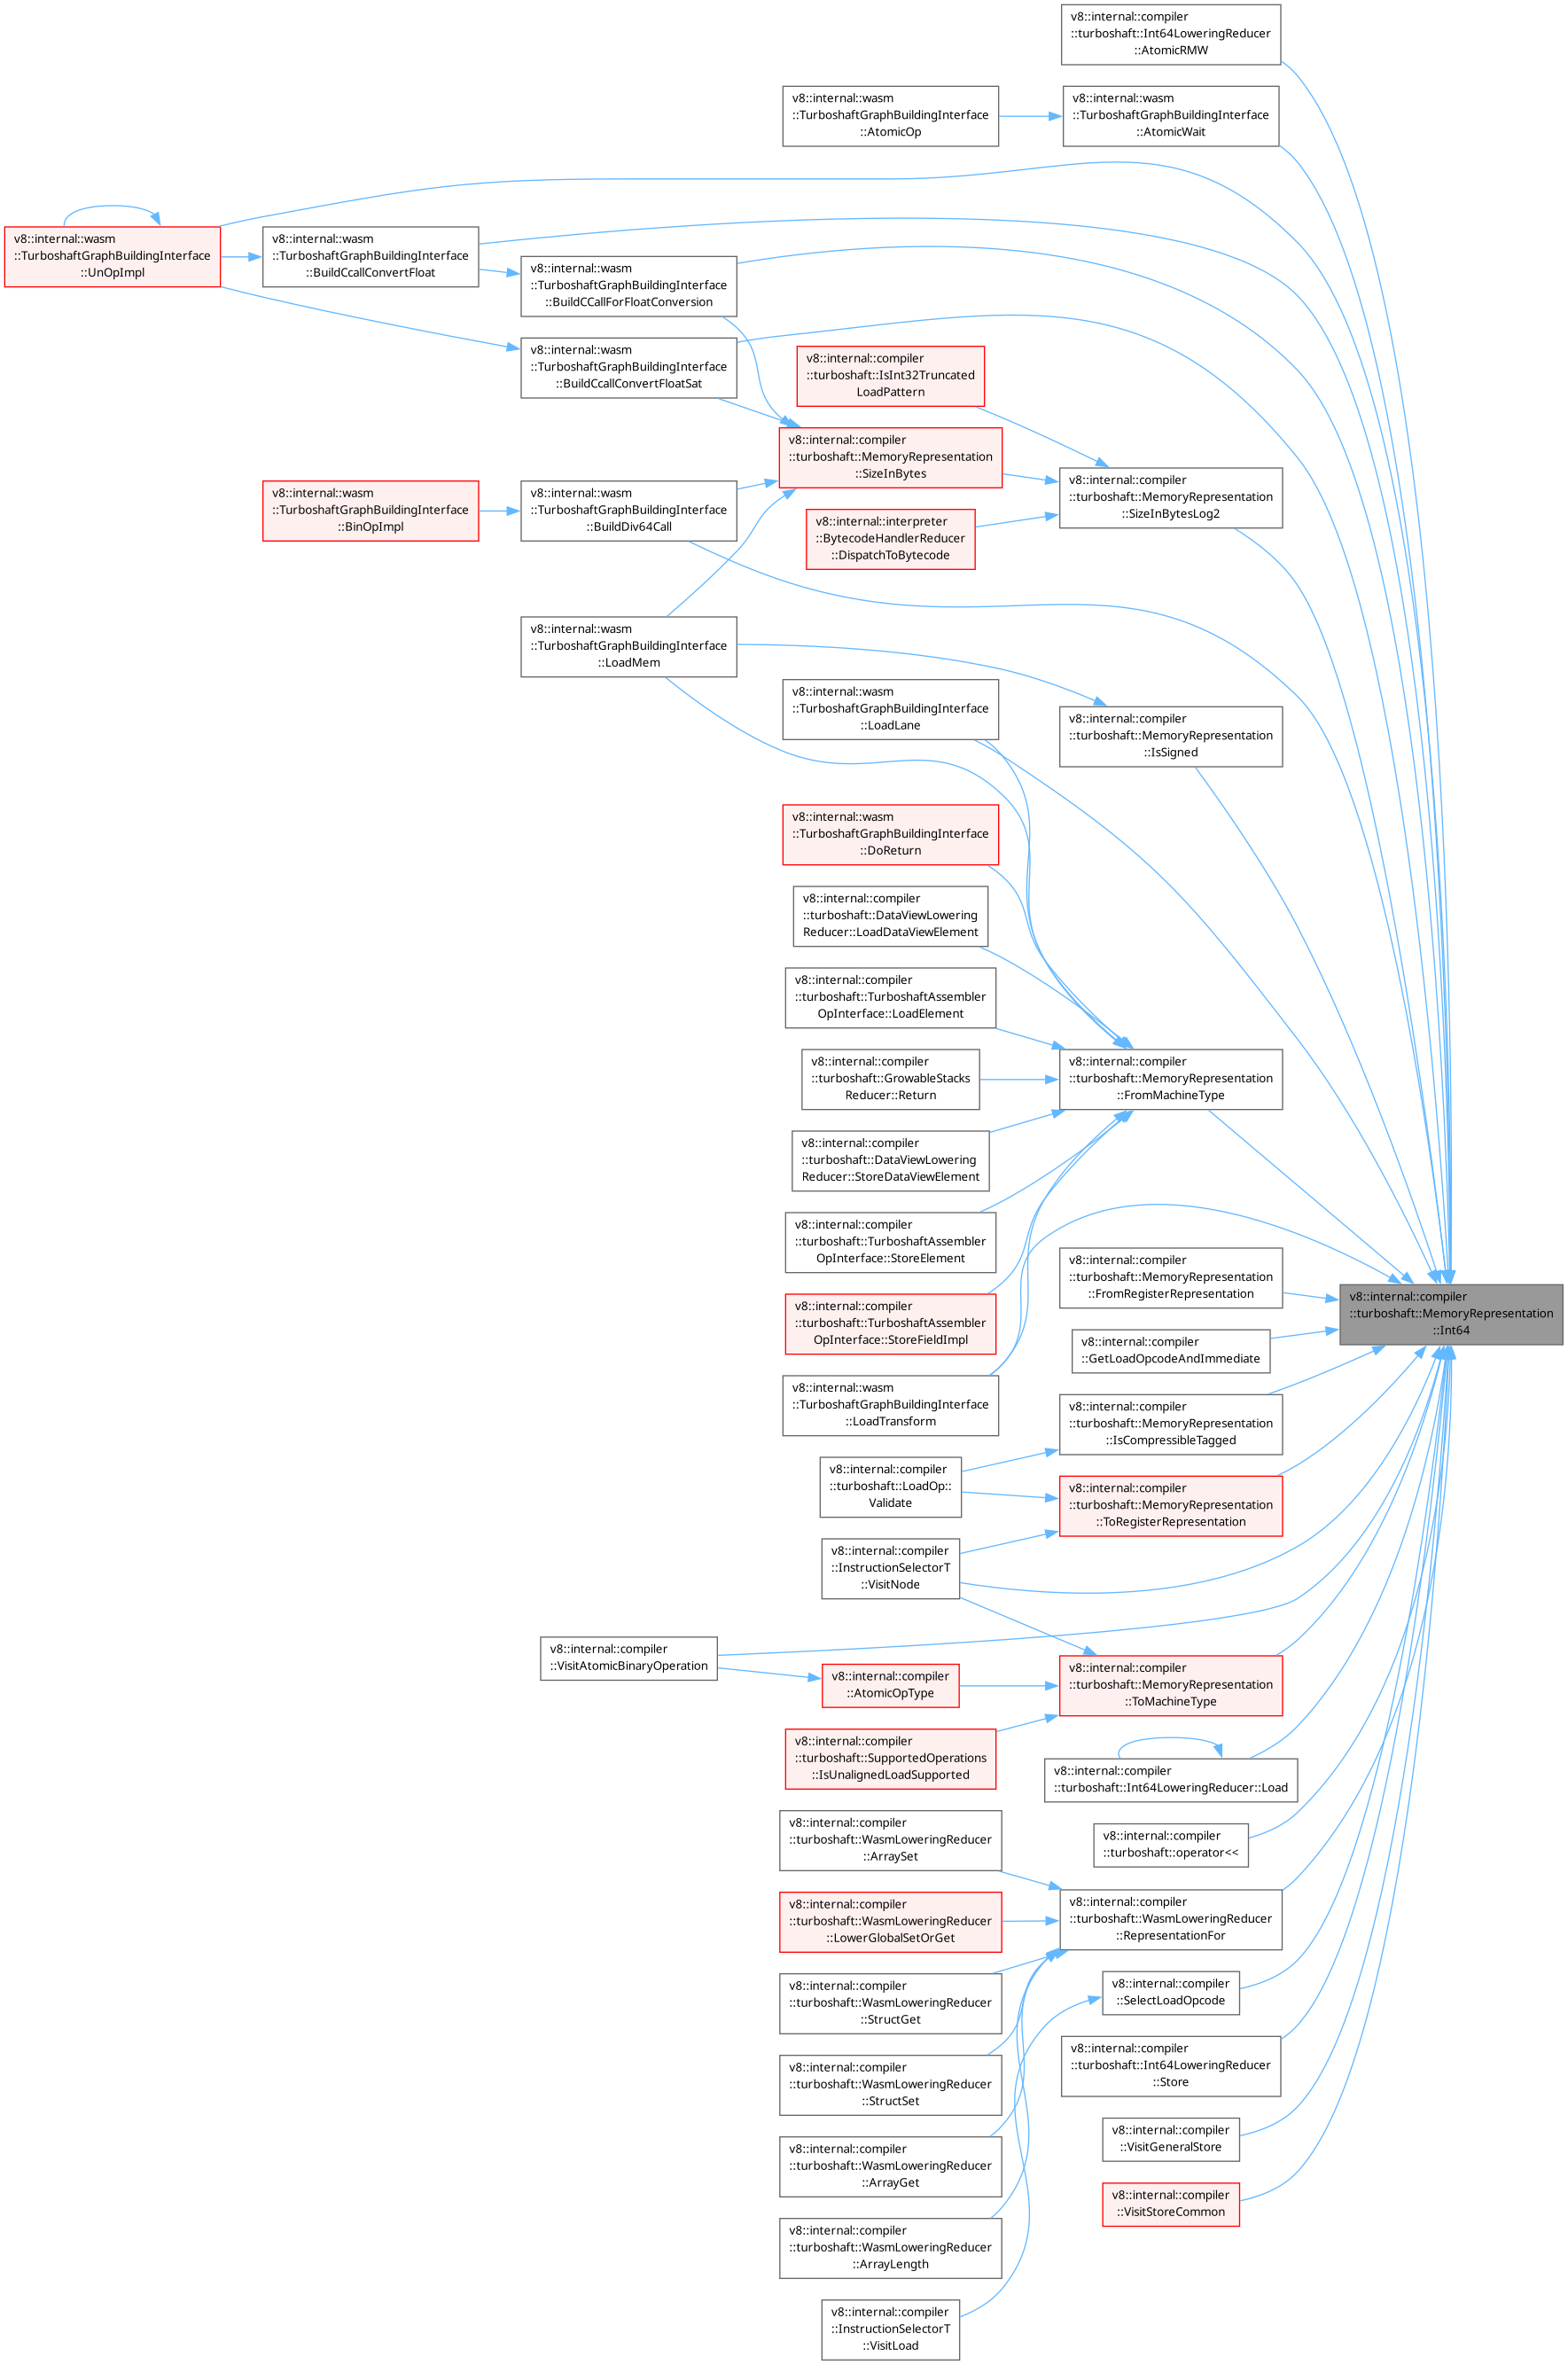 v8::internal::compiler
::turboshaft::Int64LoweringReducer
::AtomicRMW
v8::internal::wasm
::TurboshaftGraphBuildingInterface
::AtomicOp
v8::internal::wasm
::TurboshaftGraphBuildingInterface
::AtomicWait
v8::internal::wasm
::TurboshaftGraphBuildingInterface
::UnOpImpl
v8::internal::wasm
::TurboshaftGraphBuildingInterface
::BuildCcallConvertFloat
v8::internal::wasm
::TurboshaftGraphBuildingInterface
::BuildCCallForFloatConversion
v8::internal::wasm
::TurboshaftGraphBuildingInterface
::BuildCcallConvertFloatSat
v8::internal::compiler
::turboshaft::IsInt32Truncated
LoadPattern
v8::internal::compiler
::turboshaft::MemoryRepresentation
::SizeInBytes
v8::internal::compiler
::turboshaft::MemoryRepresentation
::SizeInBytesLog2
v8::internal::wasm
::TurboshaftGraphBuildingInterface
::BinOpImpl
v8::internal::wasm
::TurboshaftGraphBuildingInterface
::BuildDiv64Call
v8::internal::interpreter
::BytecodeHandlerReducer
::DispatchToBytecode
v8::internal::wasm
::TurboshaftGraphBuildingInterface
::LoadMem
v8::internal::wasm
::TurboshaftGraphBuildingInterface
::LoadLane
v8::internal::compiler
::turboshaft::MemoryRepresentation
::IsSigned
v8::internal::wasm
::TurboshaftGraphBuildingInterface
::DoReturn
v8::internal::compiler
::turboshaft::DataViewLowering
Reducer::LoadDataViewElement
v8::internal::compiler
::turboshaft::TurboshaftAssembler
OpInterface::LoadElement
v8::internal::compiler
::turboshaft::GrowableStacks
Reducer::Return
v8::internal::compiler
::turboshaft::MemoryRepresentation
::FromMachineType
v8::internal::compiler
::turboshaft::DataViewLowering
Reducer::StoreDataViewElement
v8::internal::compiler
::turboshaft::TurboshaftAssembler
OpInterface::StoreElement
v8::internal::compiler
::turboshaft::MemoryRepresentation
::FromRegisterRepresentation
v8::internal::compiler
::turboshaft::MemoryRepresentation
::Int64
v8::internal::compiler
::turboshaft::TurboshaftAssembler
OpInterface::StoreFieldImpl
v8::internal::compiler
::GetLoadOpcodeAndImmediate
v8::internal::wasm
::TurboshaftGraphBuildingInterface
::LoadTransform
v8::internal::compiler
::turboshaft::MemoryRepresentation
::IsCompressibleTagged
v8::internal::compiler
::turboshaft::LoadOp::
Validate
v8::internal::compiler
::turboshaft::MemoryRepresentation
::ToRegisterRepresentation
v8::internal::compiler
::InstructionSelectorT
::VisitNode
v8::internal::compiler
::VisitAtomicBinaryOperation
v8::internal::compiler
::AtomicOpType
v8::internal::compiler
::turboshaft::MemoryRepresentation
::ToMachineType
v8::internal::compiler
::turboshaft::SupportedOperations
::IsUnalignedLoadSupported
v8::internal::compiler
::turboshaft::Int64LoweringReducer::Load
v8::internal::compiler
::turboshaft::operator<<
v8::internal::compiler
::turboshaft::WasmLoweringReducer
::ArraySet
v8::internal::compiler
::turboshaft::WasmLoweringReducer
::LowerGlobalSetOrGet
v8::internal::compiler
::turboshaft::WasmLoweringReducer
::RepresentationFor
v8::internal::compiler
::turboshaft::WasmLoweringReducer
::StructGet
v8::internal::compiler
::SelectLoadOpcode
v8::internal::compiler
::turboshaft::WasmLoweringReducer
::StructSet
v8::internal::compiler
::turboshaft::Int64LoweringReducer
::Store
v8::internal::compiler
::turboshaft::WasmLoweringReducer
::ArrayGet
v8::internal::compiler
::VisitGeneralStore
v8::internal::compiler
::VisitStoreCommon
v8::internal::compiler
::turboshaft::WasmLoweringReducer
::ArrayLength
v8::internal::compiler
::InstructionSelectorT
::VisitLoad